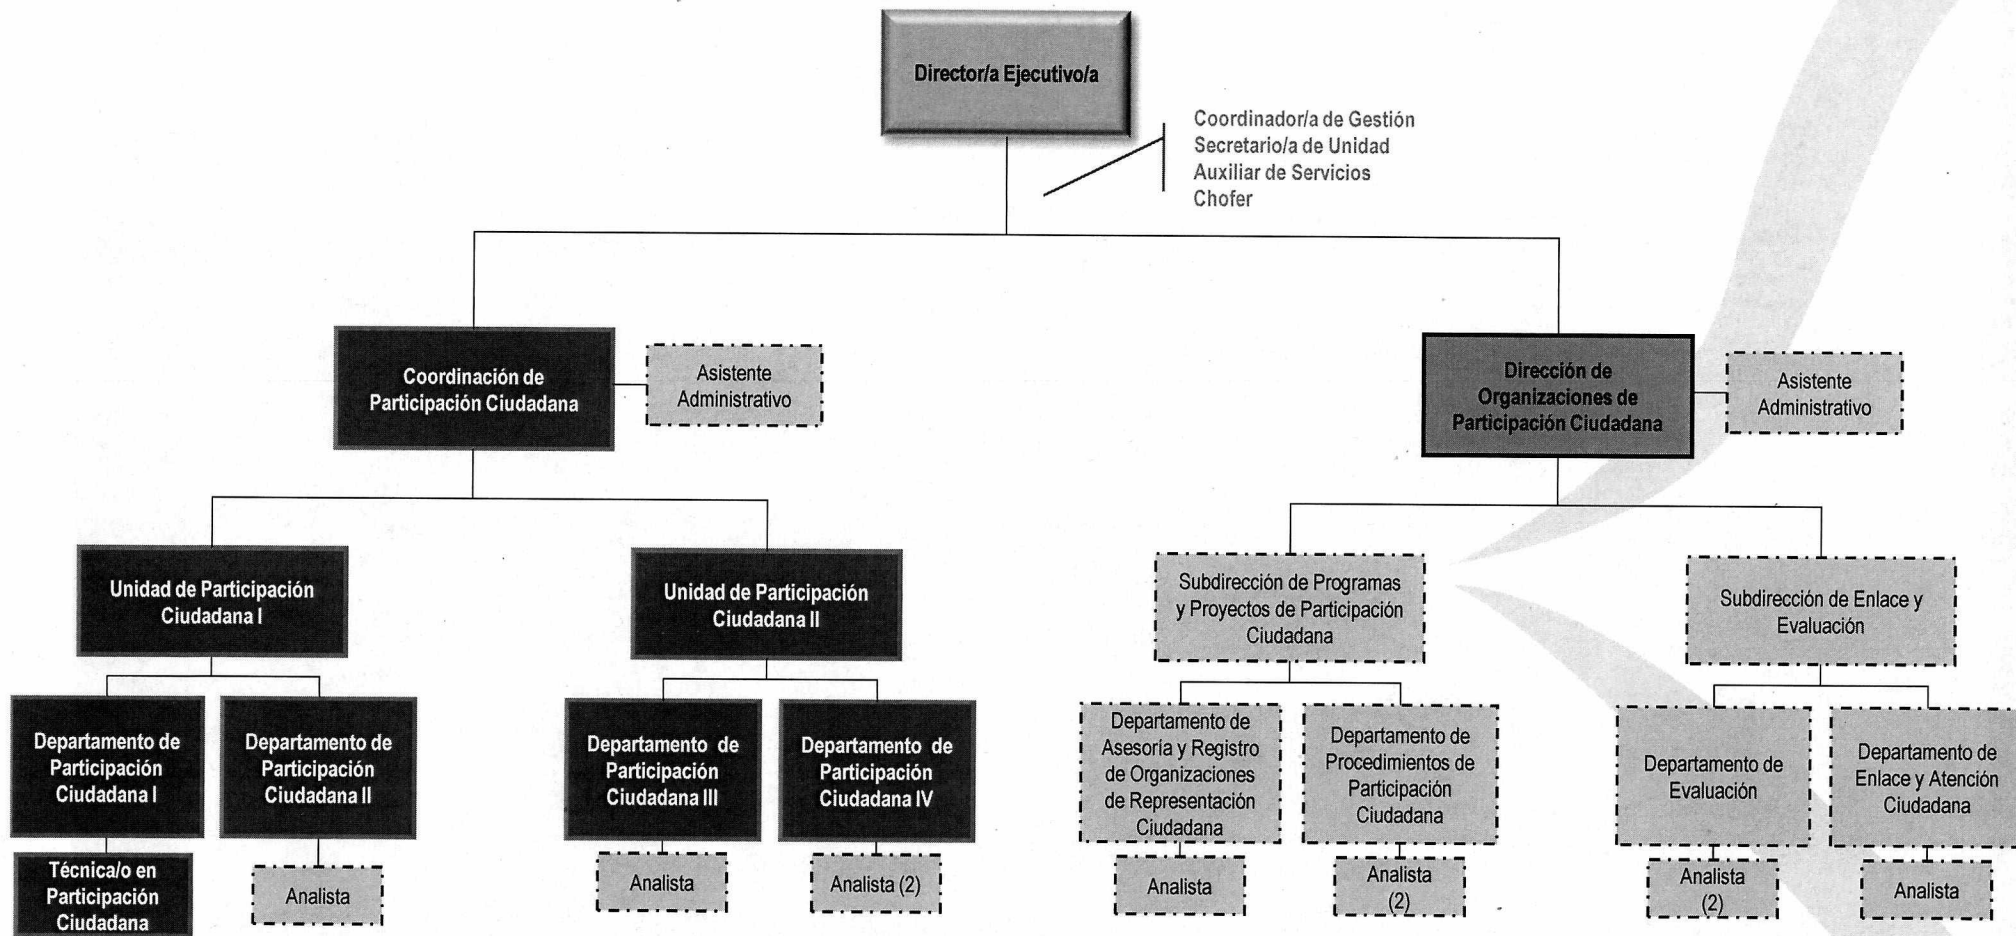 Director/a Ejecutivo/a
Coordinador/a de Gestión
Secretario/a de Unidad
Auxiliar de Servicios
Chofer
Coordinación de
Participación Ciudadana
Asistente
Administrativo
Dirección de
Organizaciones de
Participación Ciudadana
Asistente
Administrativo
Unidad de Participación
Ciudadana I
Unidad de Participación
Ciudadana II
Subdirección de Programas
y Proyectos de Participación
Ciudadana
Subdirección de Enlace y
Evaluación
Departamento de
Participación
Ciudadana I
Departamento de
Participación
Ciudadana II
Departamento de
Participación
Ciudadana III
Departamento de
Participación
Ciudadana IV
Departamento de
Asesoría y Registro
de Organizaciones
de Representación
Ciudadana
Departamento de
Procedimientos de
Participación
Ciudadana
Departamento de
Evaluación
Departamento de
Enlace y Atención
Ciudadana
Técnica/o en
Participación
Ciudadana
Analista
Analista
Analista (2)
Analista
Analista
(2)
Analista
(2)
Analista